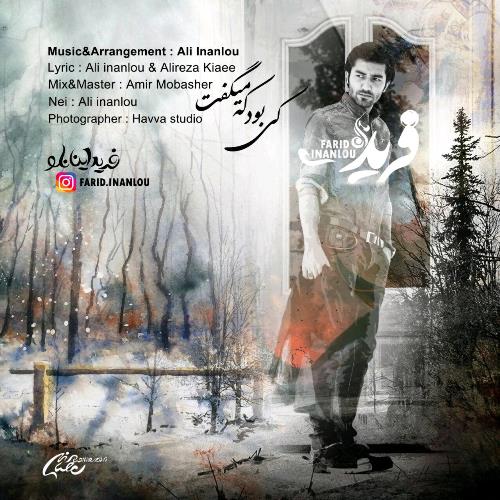 Music&Arrangement : Ali Inanlou
Lyric : Ali inanlou & Alireza Kiaee
Mix&Master : Amir Mobasher
Nei : Ali inanlou
Photographer : Havva studio
کی بود که میگفت
فرید
FARID
INANLOU
فرید اینانلو
FARID.INANLOU